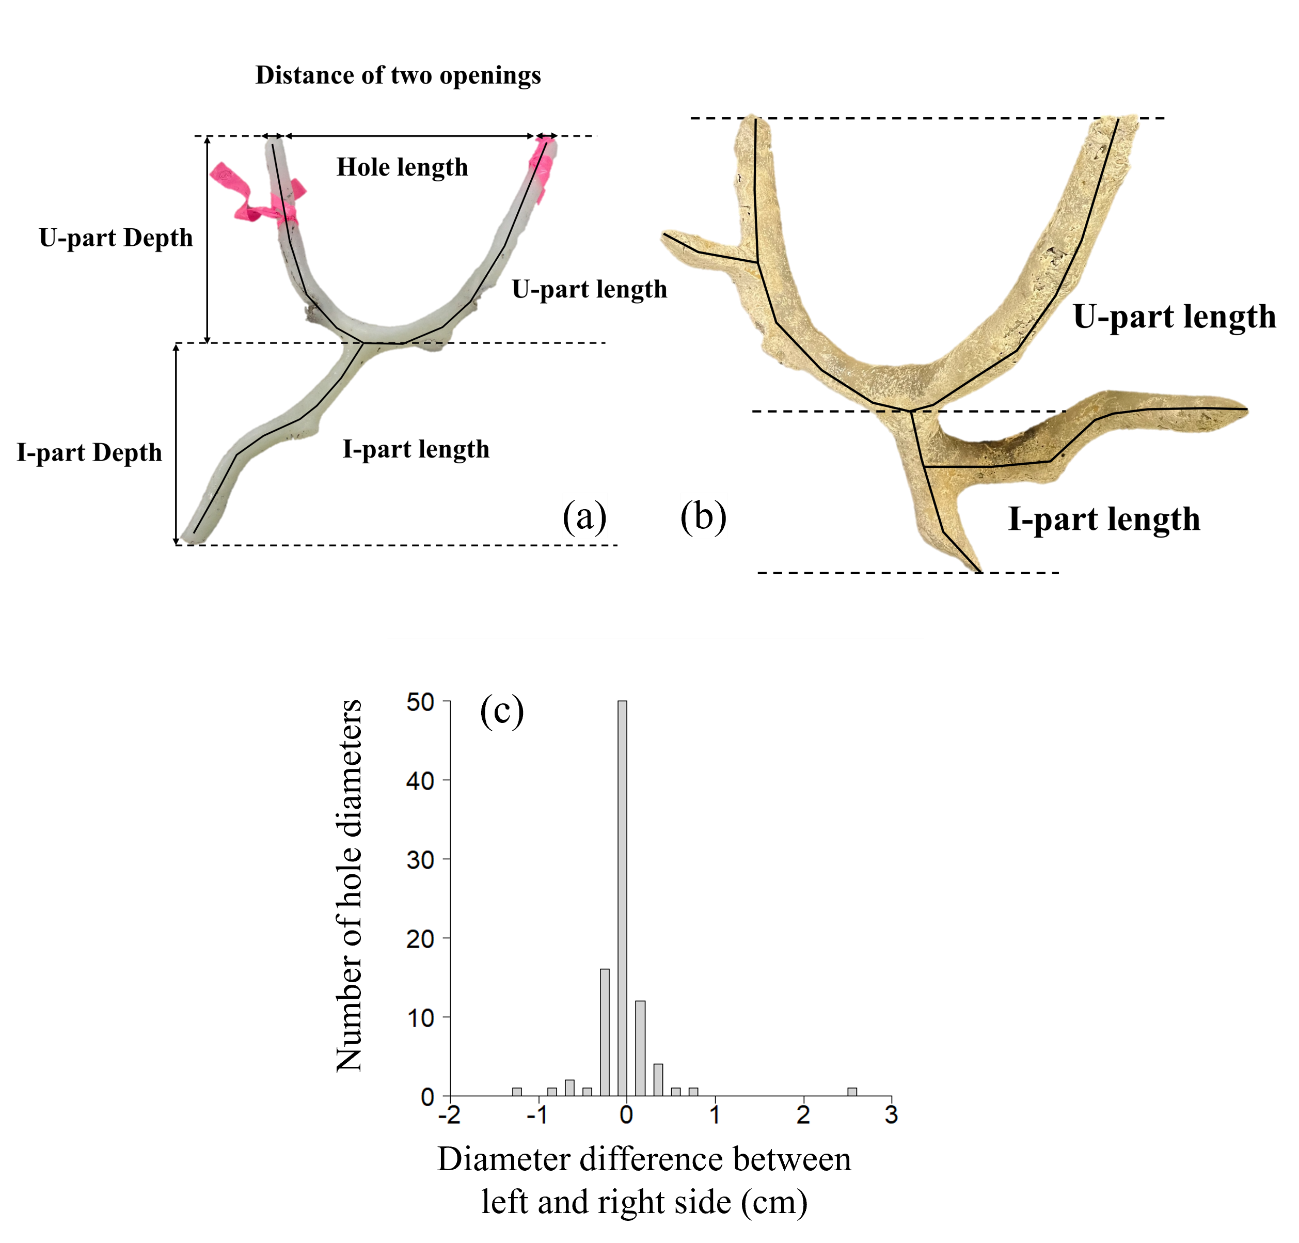 Distance of two openings
Hole length
U-part Depth
U-part length
I-part Depth
I-part length
(a)
(b)
U-part length
I-part length
(c)
Number of hole diameters
50
40
30
20
10
0
-2 -1 0 1 2 3
Diameter difference between
left and right side (cm)